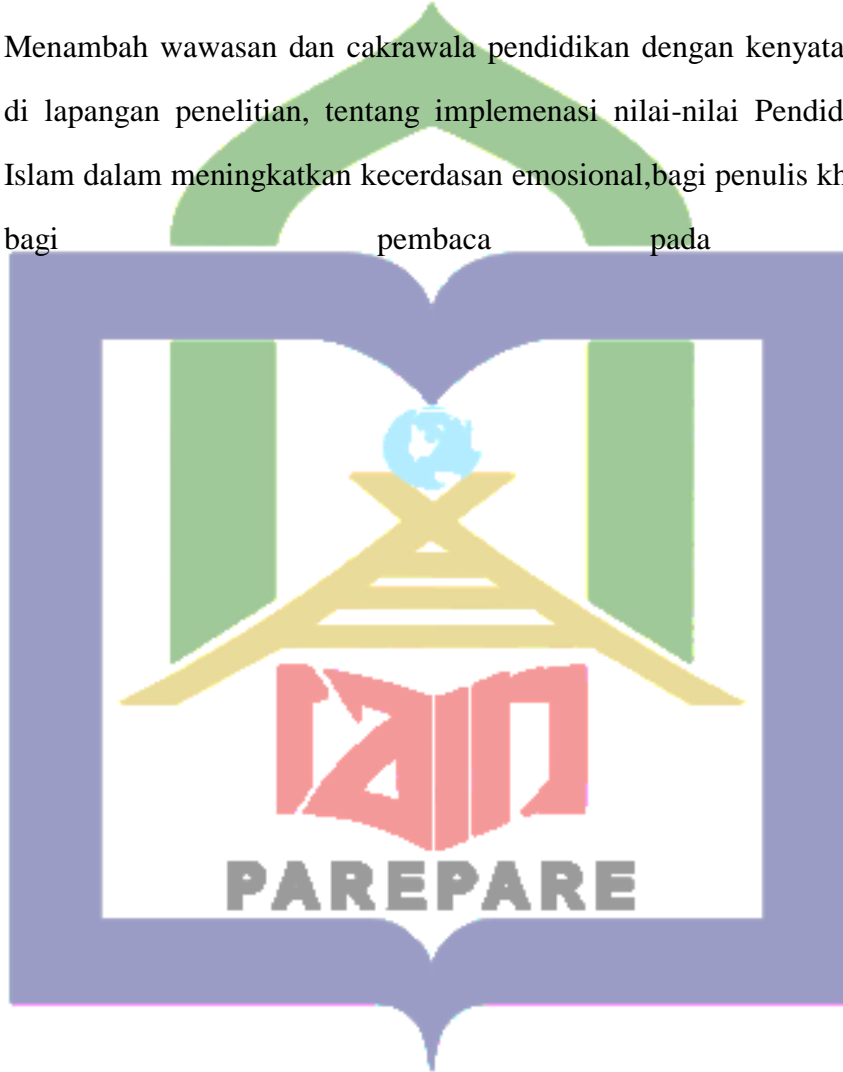 Menambah wawasan dan cakrawala pendidikan dengan kenyata
di lapangan penelitian, tentang implemenasi nilai-nilai Pendid
Islam dalam meningkatkan kecerdasan emosional,bagi penulis kh
bagi pembaca pada
iain
PAREPARE